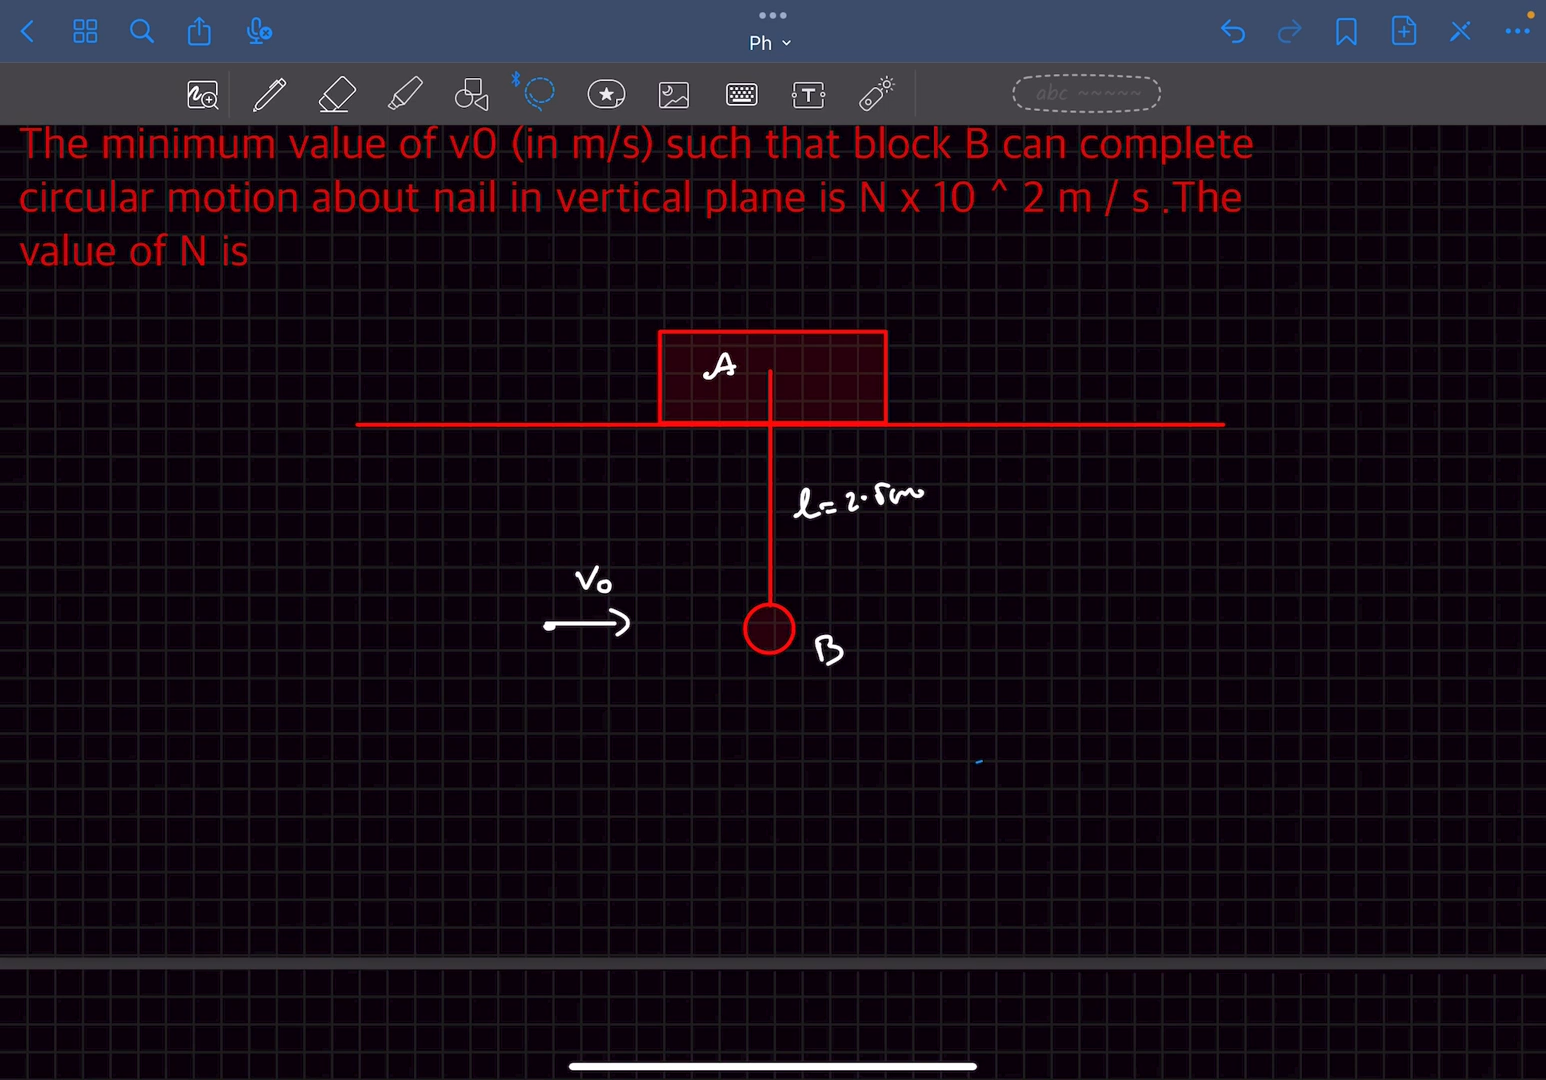 Ph
abc
The minimum value of v0 (in m/s) such that block B can complete
circular motion about nail in vertical plane is N x 10 ^ 2 m / s .The
value of N is
A
l = 2.5m
V₀
B